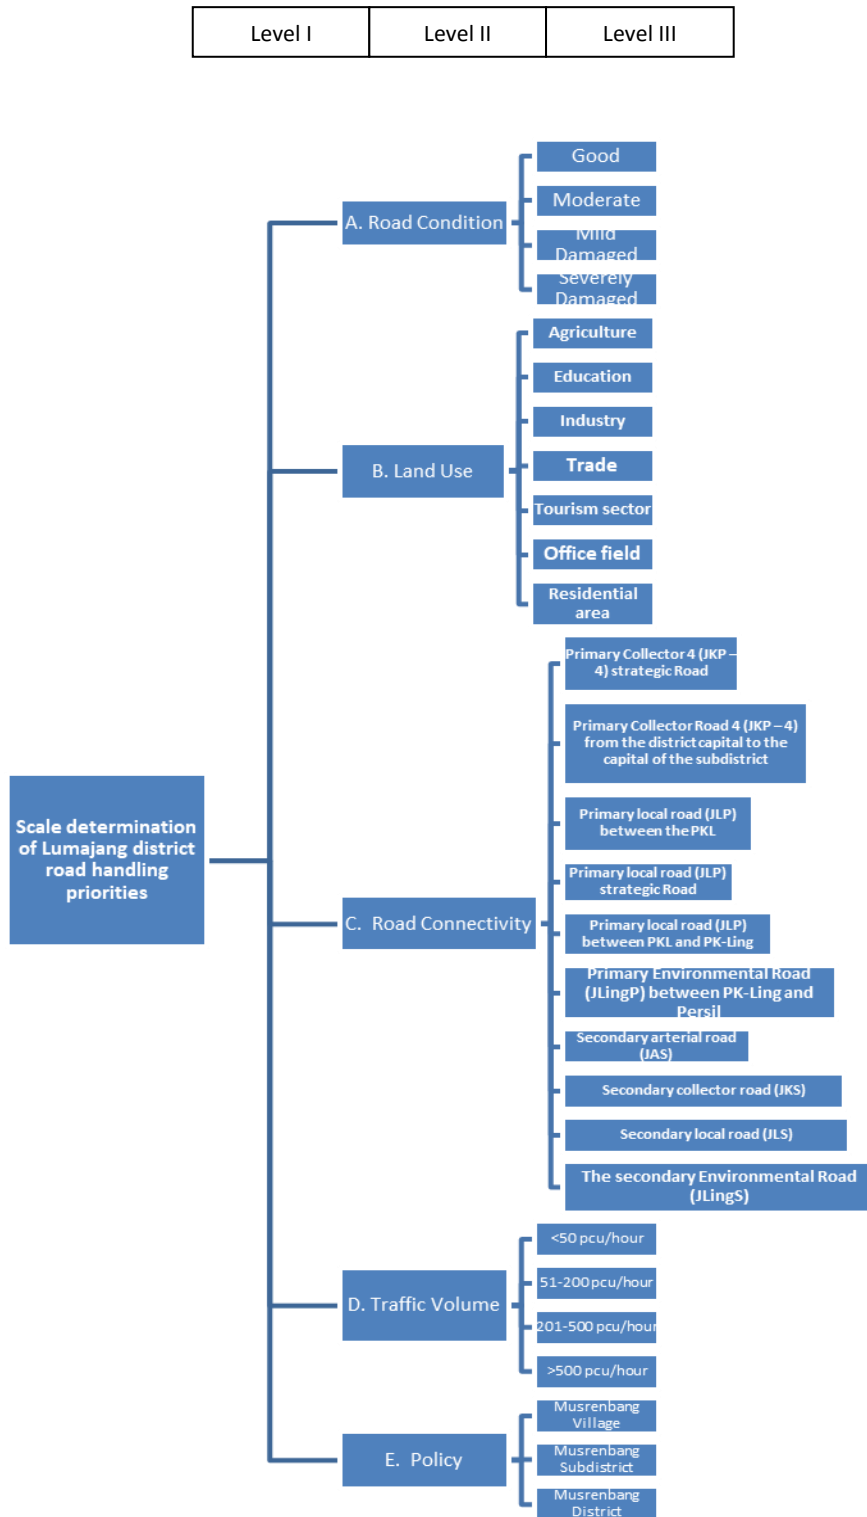 Level I
Level II
Level III
Good
Moderate
A. Road Condition
Mild
Damaged
Severely
Damaged
Agriculture
Education
Industry
B. Land Use
Trade
Tourism sector
Office field
Residential
area
Primary Collector 4 (JKP –
4) strategic Road
Primary Collector Road 4 (JKP – 4)
from the district capital to the
capital of the subdistrict
Scale determination
of Lumajang district
road handling
priorities
Primary local road (JLP)
between the PKL
Primary local road (JLP)
strategic Road
C. Road Connectivity
Primary local road (JLP)
between PKL and PK-Ling
Primary Environmental Road
(JLingP) between PK-Ling and
Persil
Secondary arterial road
(JAS)
Secondary collector road (JKS)
Secondary local road (JLS)
The secondary Environmental Road
(JLingS)
<50 pcu/hour
51-200 pcu/hour
D. Traffic Volume
201-500 pcu/hour
>500 pcu/hour
Musrenbang
Village
E. Policy
Musrenbang
Subdistrict
Musrenbang
District